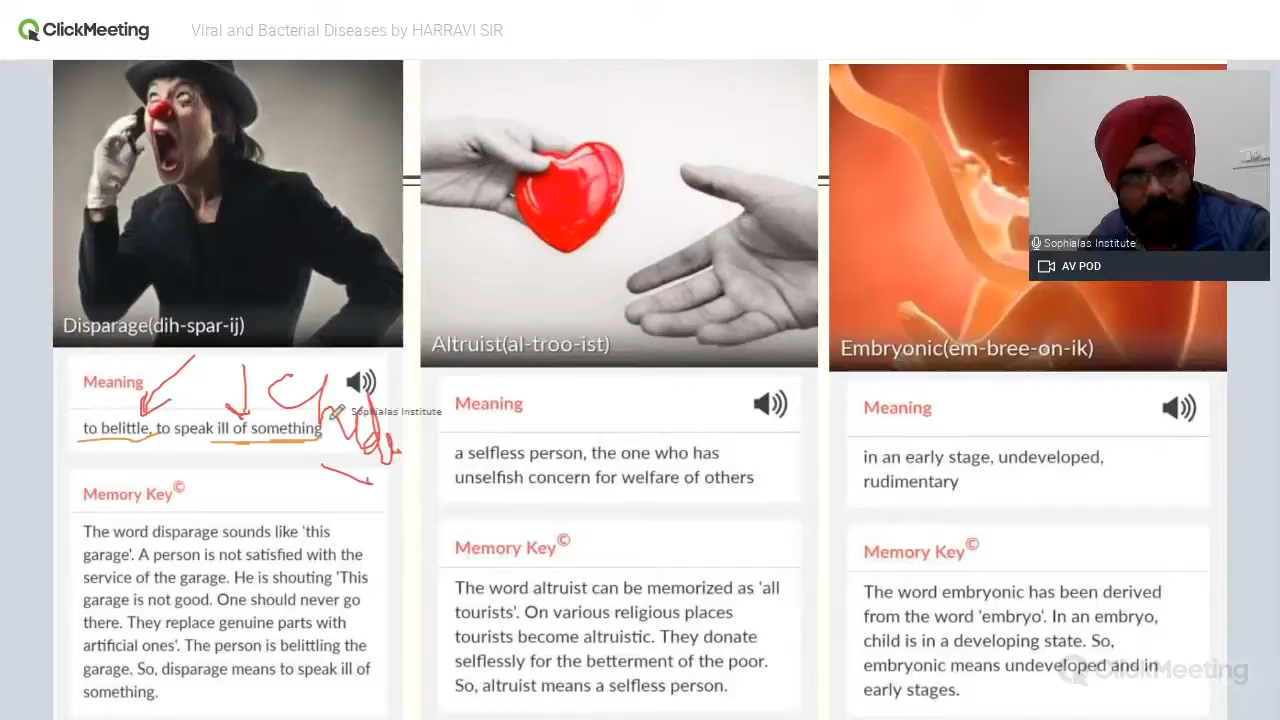 ClickMeeting
Viral and Bacterial Diseases by HARRAVI SIR
Disparage(dih-spar-ij)
Meaning
to belittle, to speak ill of something
Chide
Sophialas Institute
Memory Key©
The word disparage sounds like 'this
garage'. A person is not satisfied with the
service of the garage. He is shouting 'This
garage is not good. One should never go
there. They replace genuine parts with
artificial ones'. The person is belittling the
garage. So, disparage means to speak ill of
something.
Altruist(al-troo-ist)
Meaning
a selfless person, the one who has
unselfish concern for welfare of others
Memory Key©
The word altruist can be memorized as 'all
tourists'. On various religious places
tourists become altruistic. They donate
selflessly for the betterment of the poor.
So, altruist means a selfless person.
Embryonic(em-bree-on-ik)
Meaning
in an early stage, undeveloped,
rudimentary
Memory Key©
The word embryonic has been derived
from the word 'embryo'. In an embryo,
child is in a developing state. So,
embryonic means undeveloped and in
early stages.
Sophialas Institute
AV POD
ClickMeeting